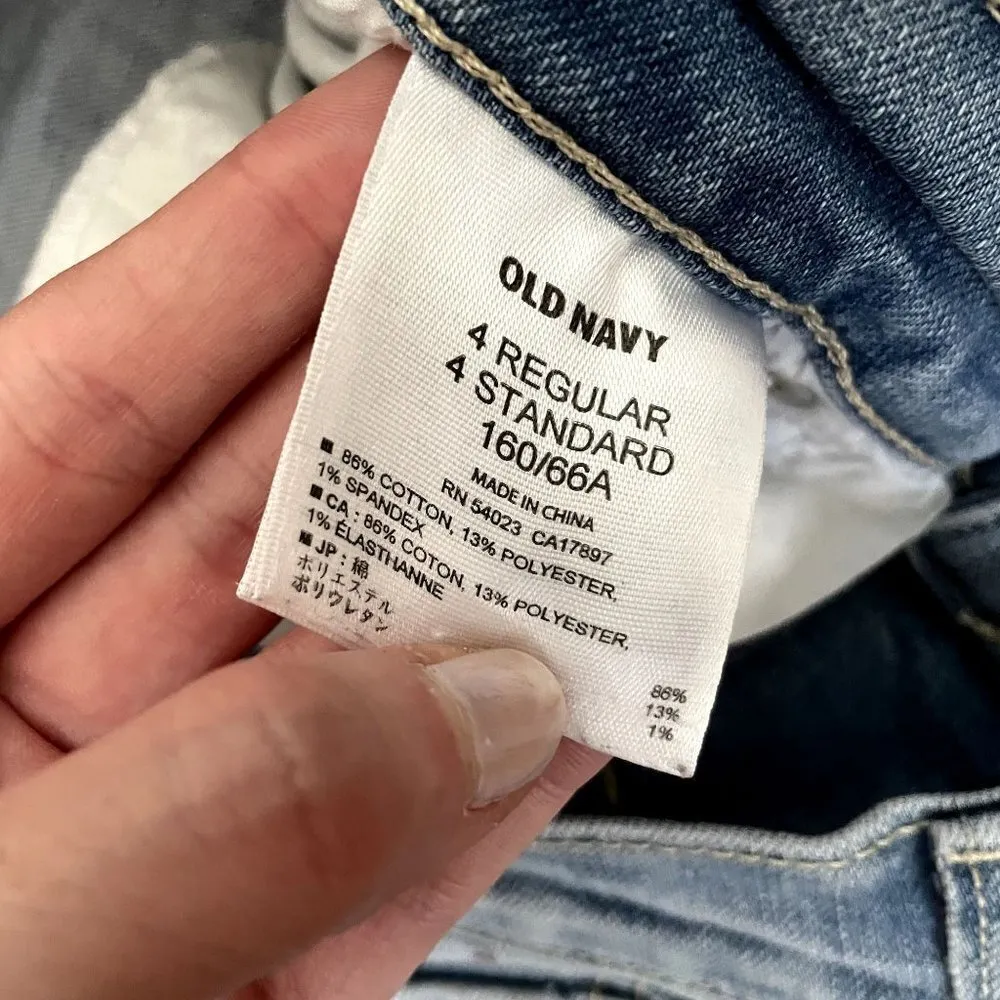 OLD NAVY
4 REGULAR
4 STANDARD
160/66A
MADE IN CHINA
RN 54023 CA17897
■ 86% COTTON, 13% POLYESTER,
1% SPANDEX
■ CA : 86% COTON, 13% POLYESTER,
1% ÉLASTHANNE
■ JP : 綿 86%
ポリエステル 13%
ポリウレタン 1%